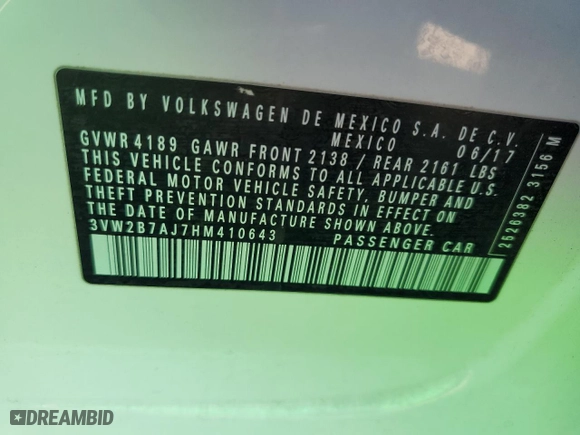 MFD BY VOLKSWAGEN DE MEXICO S.A. DE C.V.
MEXICO 06/17
GVWR 4189 GAWR FRONT 2138 / REAR 2161 LBS
THIS VEHICLE CONFORMS TO ALL APPLICABLE U.S.
FEDERAL MOTOR VEHICLE SAFETY, BUMPER AND
THEFT PREVENTION STANDARDS IN EFFECT ON
THE DATE OF MANUFACTURE SHOWN ABOVE.
3VW2B7AJ7HM410643 PASSENGER CAR
2526382 3156 M
DREAMBID